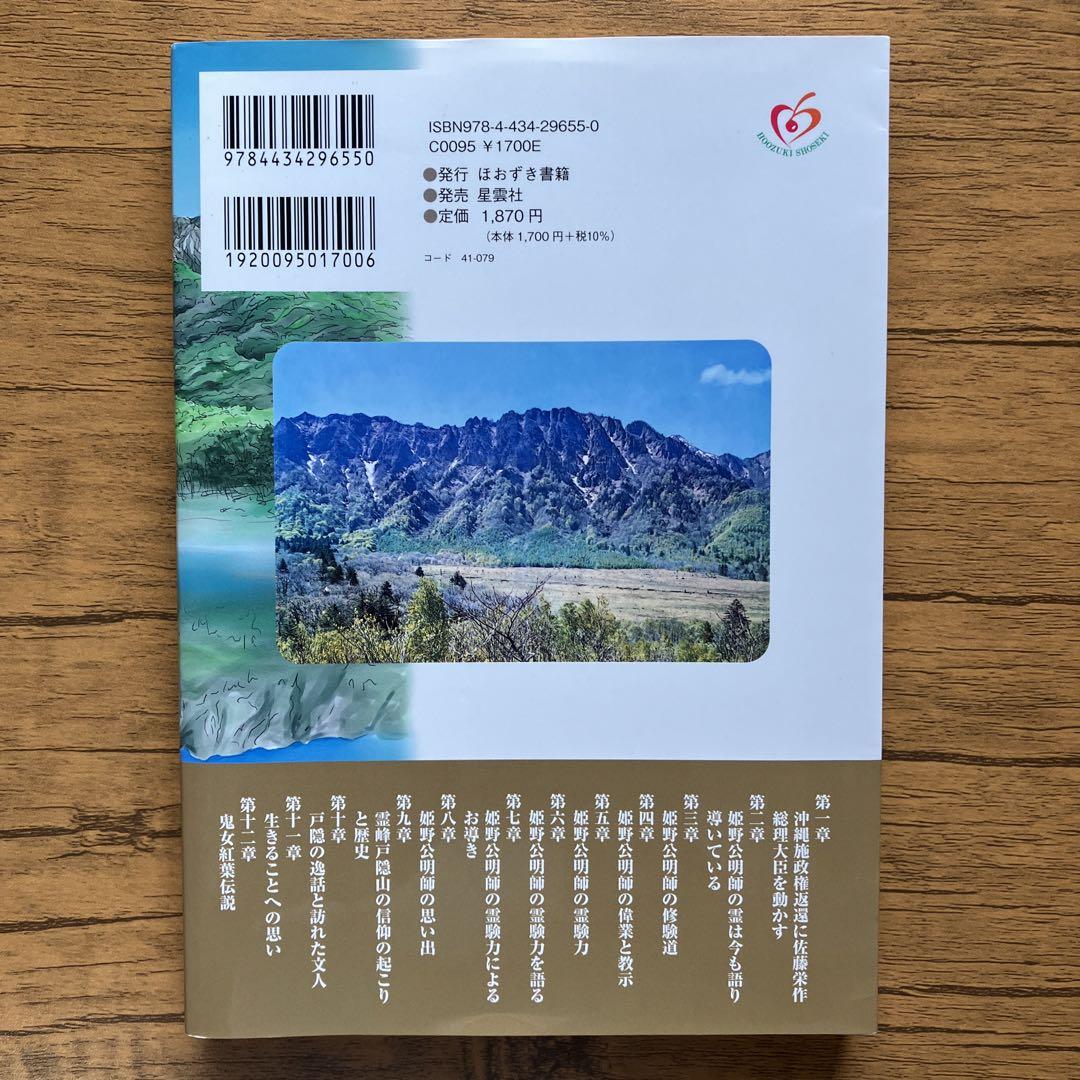 9784434296550
1920095017006
ISBN978-4-434-29655-0
C0095 ¥1700E
●発行 ほおずき書籍
●発売 星雲社
●定価 1,870円
（本体1,700円＋税10%）
コード 41-079
HOOZUKI SHOSEKI
第一章
沖縄施政権返還に佐藤栄作
総理大臣を動かす
第二章
姫野公明師の霊は今も語り
導いている
第三章
姫野公明師の修験道
第四章
姫野公明師の偉業と教示
第五章
姫野公明師の霊験力
第六章
姫野公明師の霊験力を語る
第七章
姫野公明師の霊験力による
お導き
第八章
姫野公明師の思い出
第九章
霊峰戸隠山の信仰の起こり
と歴史
第十章
戸隠の逸話と訪れた文人
第十一章
生きることへの思い
第十二章
鬼女紅葉伝説